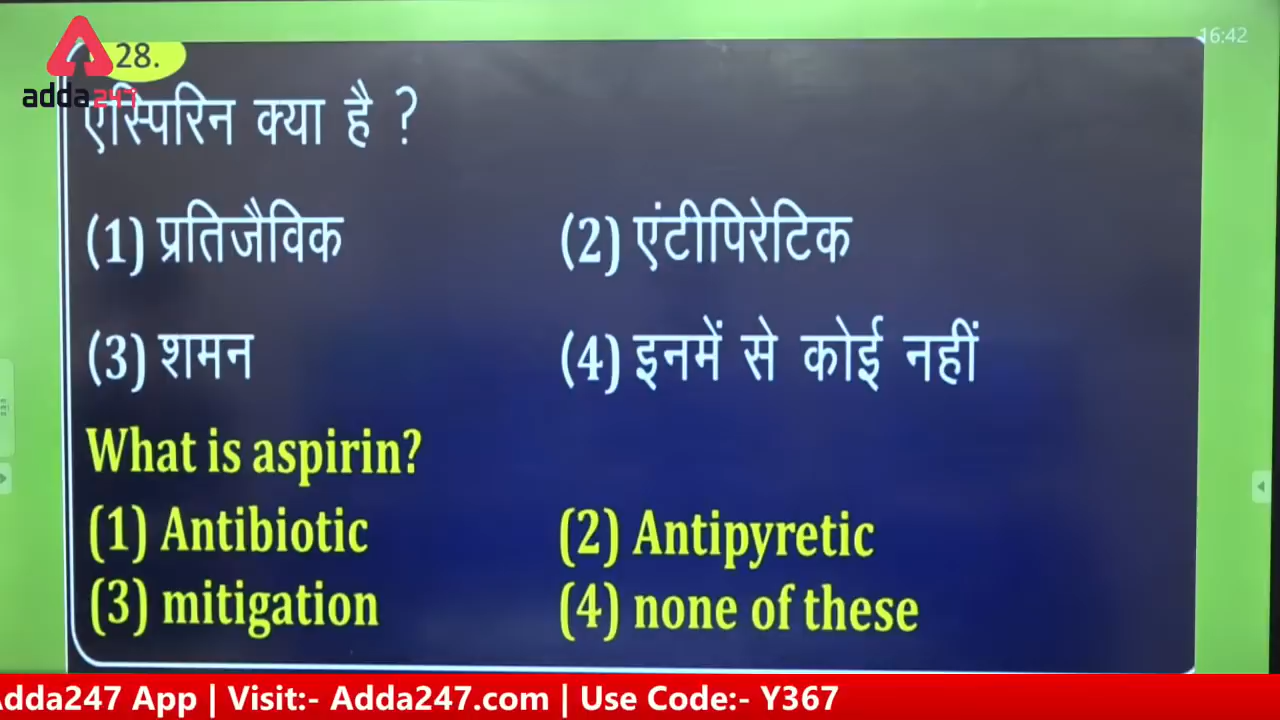 16:42
28.
adda247
एस्पिरिन क्या है ?
(1) प्रतिजैविक (2) एंटीपिरेटिक
(3) शमन (4) इनमें से कोई नहीं
What is aspirin?
(1) Antibiotic (2) Antipyretic
(3) mitigation (4) none of these
Adda247 App | Visit:- Adda247.com | Use Code:- Y367